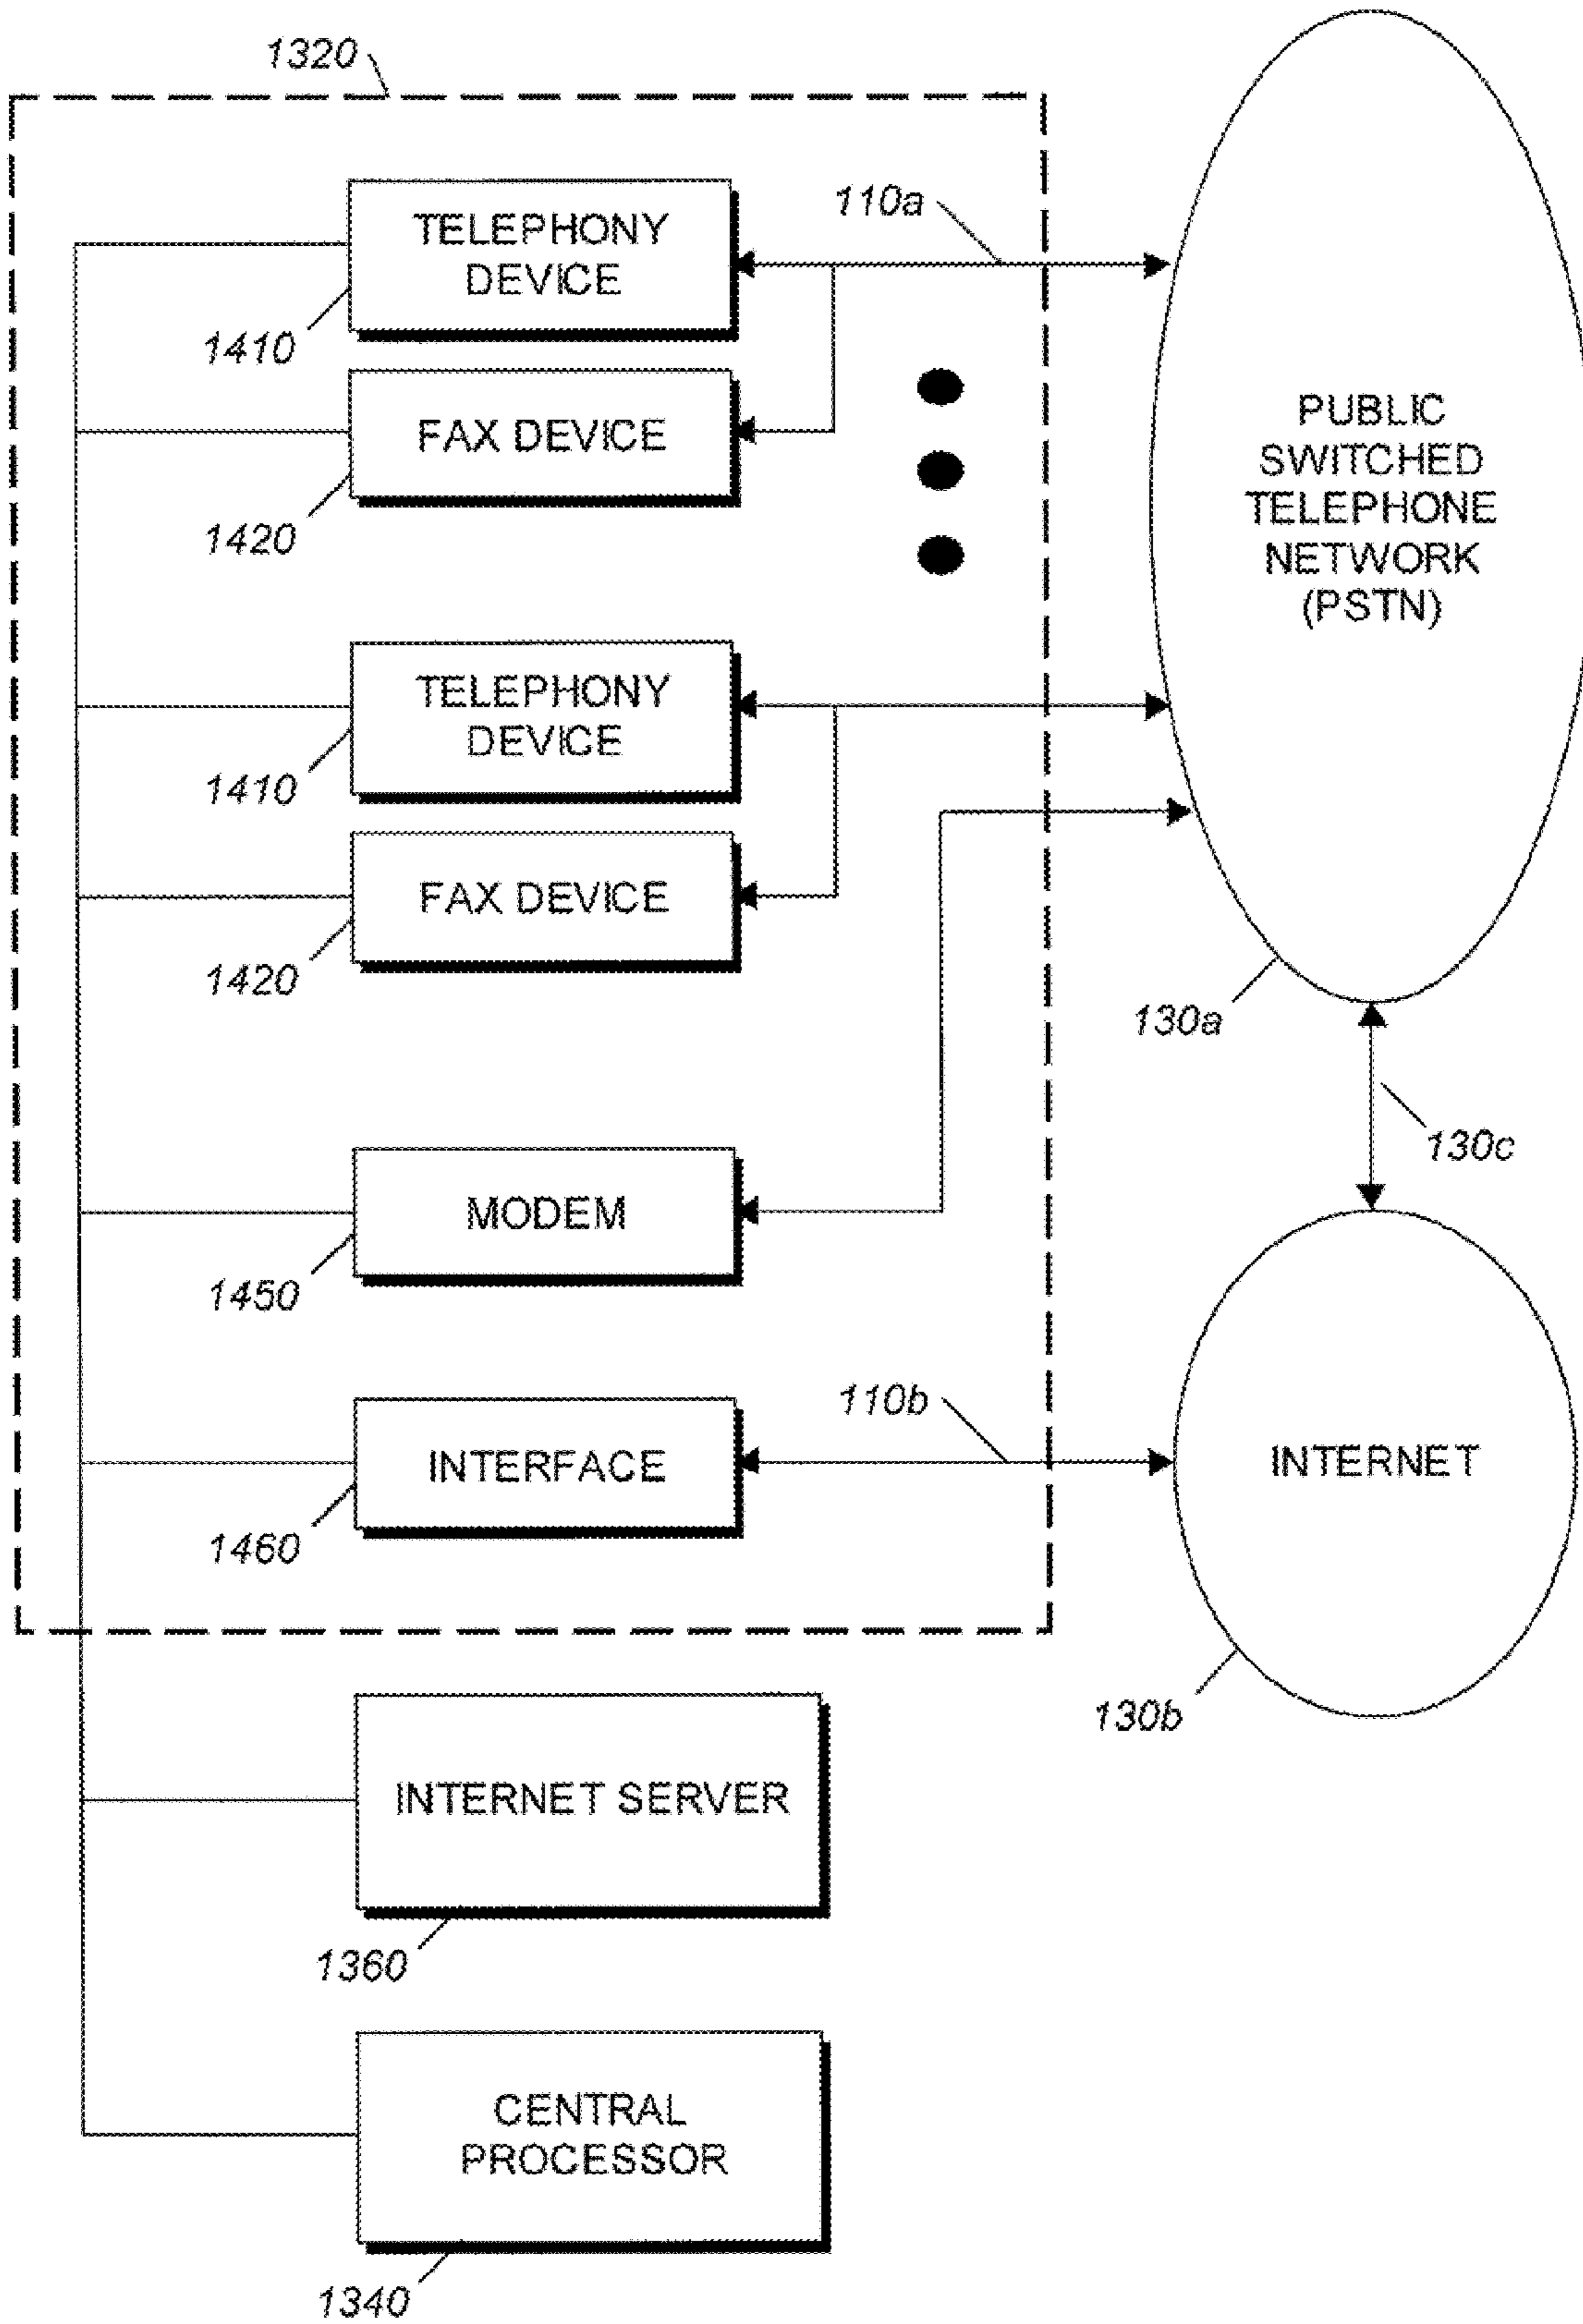 1320
TELEPHONY
DEVICE
110a
1410
FAX DEVICE
1420
PUBLIC
SWITCHED
TELEPHONE
NETWORK
(PSTN)
TELEPHONY
DEVICE
1410
FAX DEVICE
1420
130a
130c
MODEM
1450
110b
INTERFACE
1460
INTERNET
130b
INTERNET SERVER
1360
CENTRAL
PROCESSOR
1340